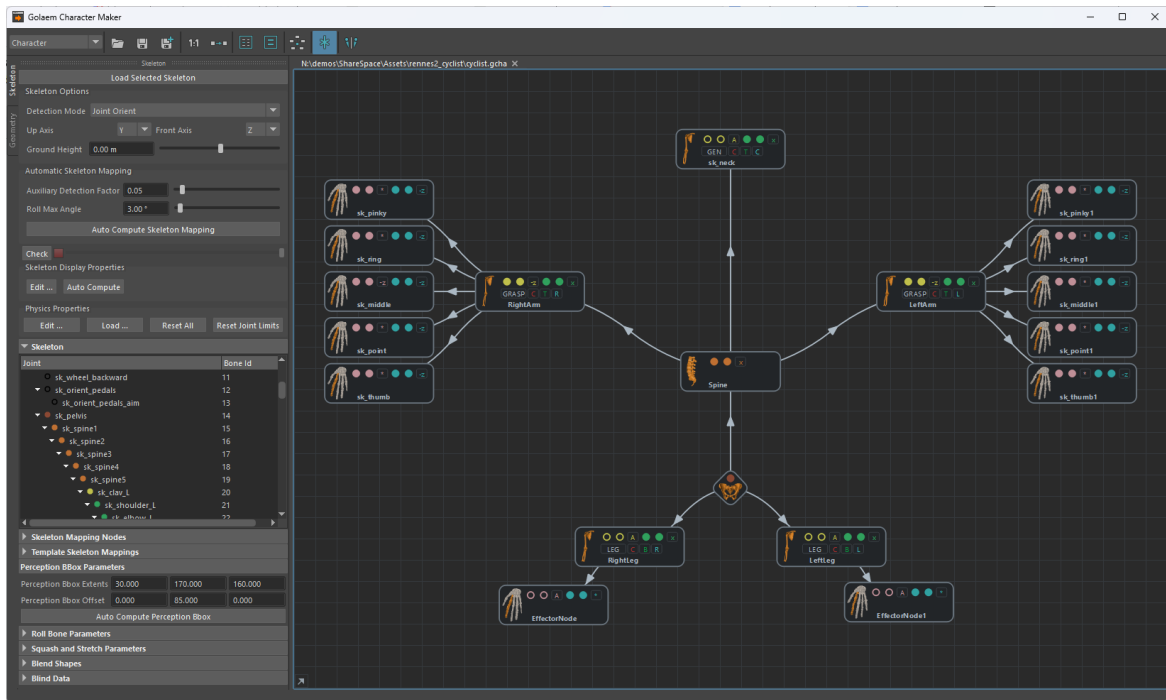 Golaem Character Maker
Character
1:1
Skeleton
N:\demos\ShareSpace\Assets\rennes2_cyclist\cyclist.gcha
Skeleton
Geometry
Load Selected Skeleton
Skeleton Options
Detection Mode Joint Orient
Up Axis Y Front Axis Z
Ground Height 0.00 m
Automatic Skeleton Mapping
Auxiliary Detection Factor 0.05
Roll Max Angle 3.00 °
Auto Compute Skeleton Mapping
Check
Skeleton Display Properties
Edit ... Auto Compute
Physics Properties
Edit ... Load ... Reset All Reset Joint Limits
Skeleton
Joint Bone Id
sk_wheel_backward 11
sk_orient_pedals 12
sk_orient_pedals_aim 13
sk_pelvis 14
sk_spine1 15
sk_spine2 16
sk_spine3 17
sk_spine4 18
sk_spine5 19
sk_clav_L 20
sk_shoulder_L 21
sk_elbow_L 22
Skeleton Mapping Nodes
Template Skeleton Mappings
Perception BBox Parameters
Perception Bbox Extents 30.000 170.000 160.000
Perception Bbox Offset 0.000 85.000 0.000
Auto Compute Perception Bbox
Roll Bone Parameters
Squash and Stretch Parameters
Blend Shapes
Blind Data
A x
GEN C T C
sk_neck
-z
sk_pinky
-z
sk_ring
-z
sk_middle
-z
sk_point
-z
sk_thumb
-z x
GRASP C T R
RightArm
x
Spine
-z x
GRASP C T L
LeftArm
-z
sk_pinky1
-z
sk_ring1
-z
sk_middle1
-z
sk_point1
-z
sk_thumb1
A x
LEG C B R
RightLeg
A x
LEG C B L
LeftLeg
A
EffectorNode
A
EffectorNode1